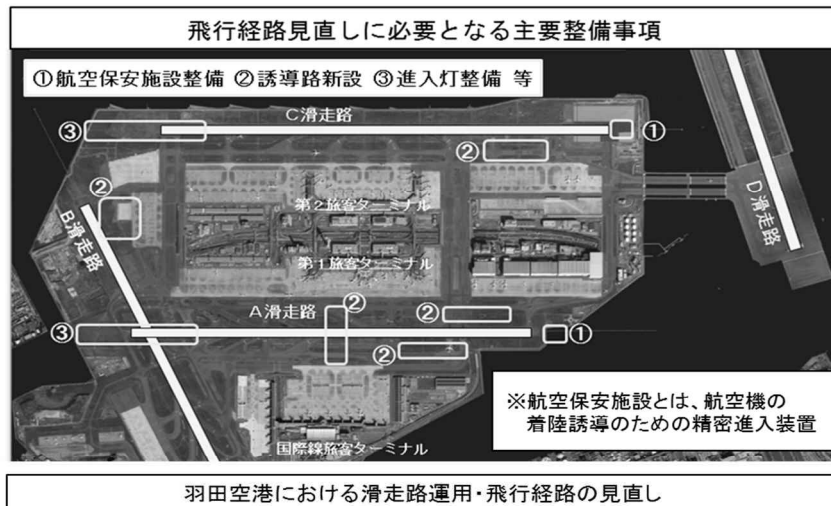 飛行経路見直しに必要となる主要整備事項
①航空保安施設整備 ②誘導路新設 ③進入灯整備 等
C滑走路
③
①
②
②
第2旅客ターミナル
B滑走路
D滑走路
第1旅客ターミナル
②
A滑走路
②
③
①
②
※航空保安施設とは、航空機の
着陸誘導のための精密進入装置
国際線旅客ターミナル
羽田空港における滑走路運用・飛行経路の見直し